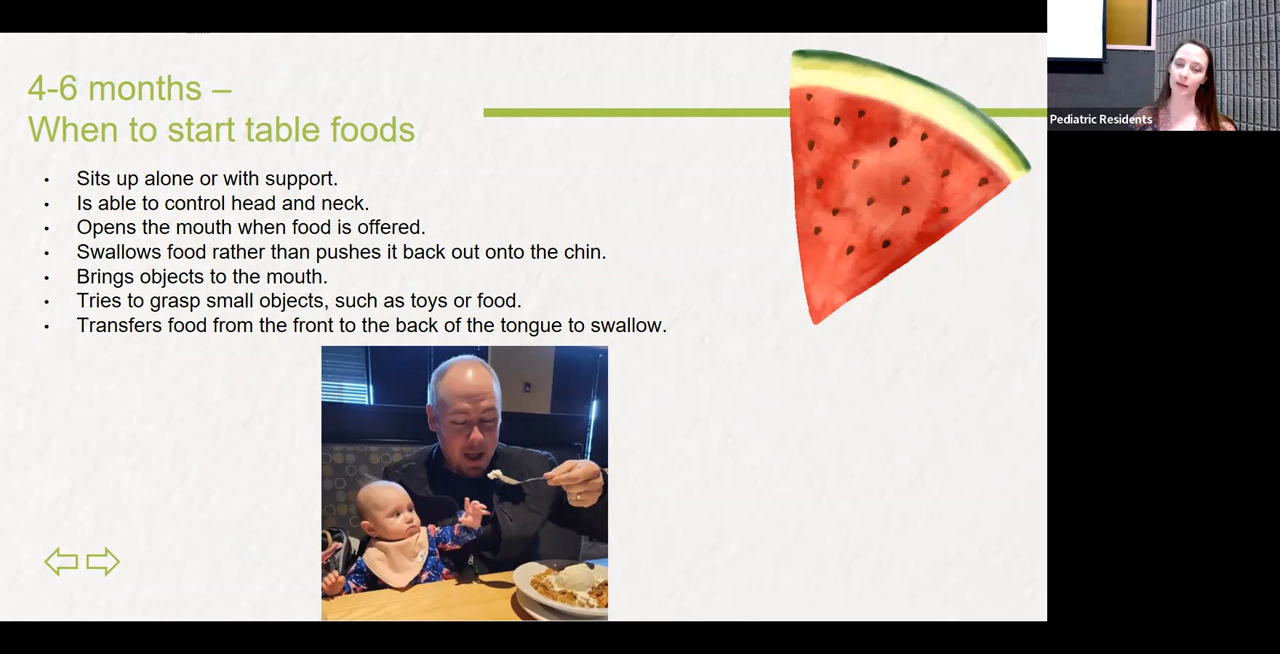 4-6 months –
When to start table foods
• Sits up alone or with support.
• Is able to control head and neck.
• Opens the mouth when food is offered.
• Swallows food rather than pushes it back out onto the chin.
• Brings objects to the mouth.
• Tries to grasp small objects, such as toys or food.
• Transfers food from the front to the back of the tongue to swallow.
Pediatric Residents